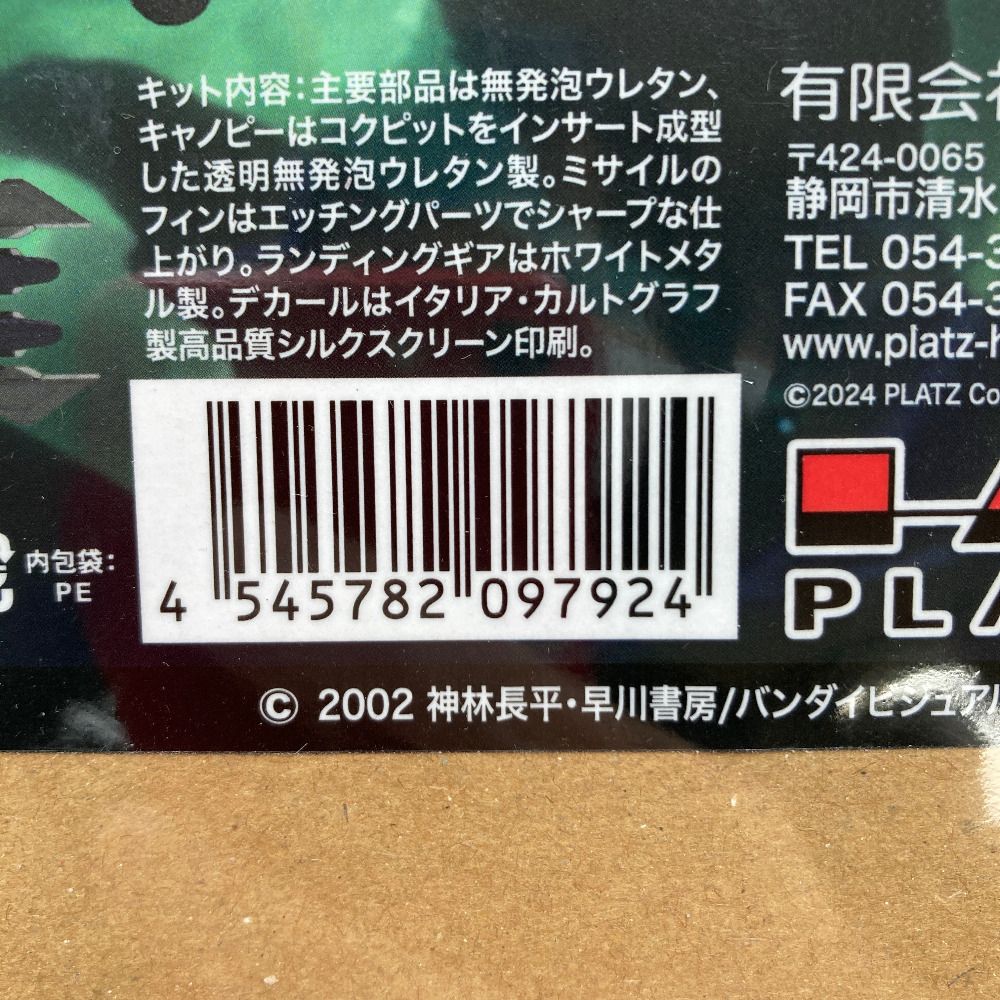 キット内容：主要部品は無発泡ウレタン、
キャノピーはコクピットをインサート成型
した透明無発泡ウレタン製。ミサイルの
フィンはエッチングパーツでシャープな仕
上がり。ランディングギアはホワイトメタ
ル製。デカールはイタリア・カルトグラフ
製高品質シルクスクリーン印刷。
有限会
〒424-0065
静岡市清水
TEL 054-3
FAX 054-3
www.platz-h
©2024 PLATZ Co
PLA
内包袋：
PE
4 545782 097924
© 2002 神林長平・早川書房/バンダイビジュアル